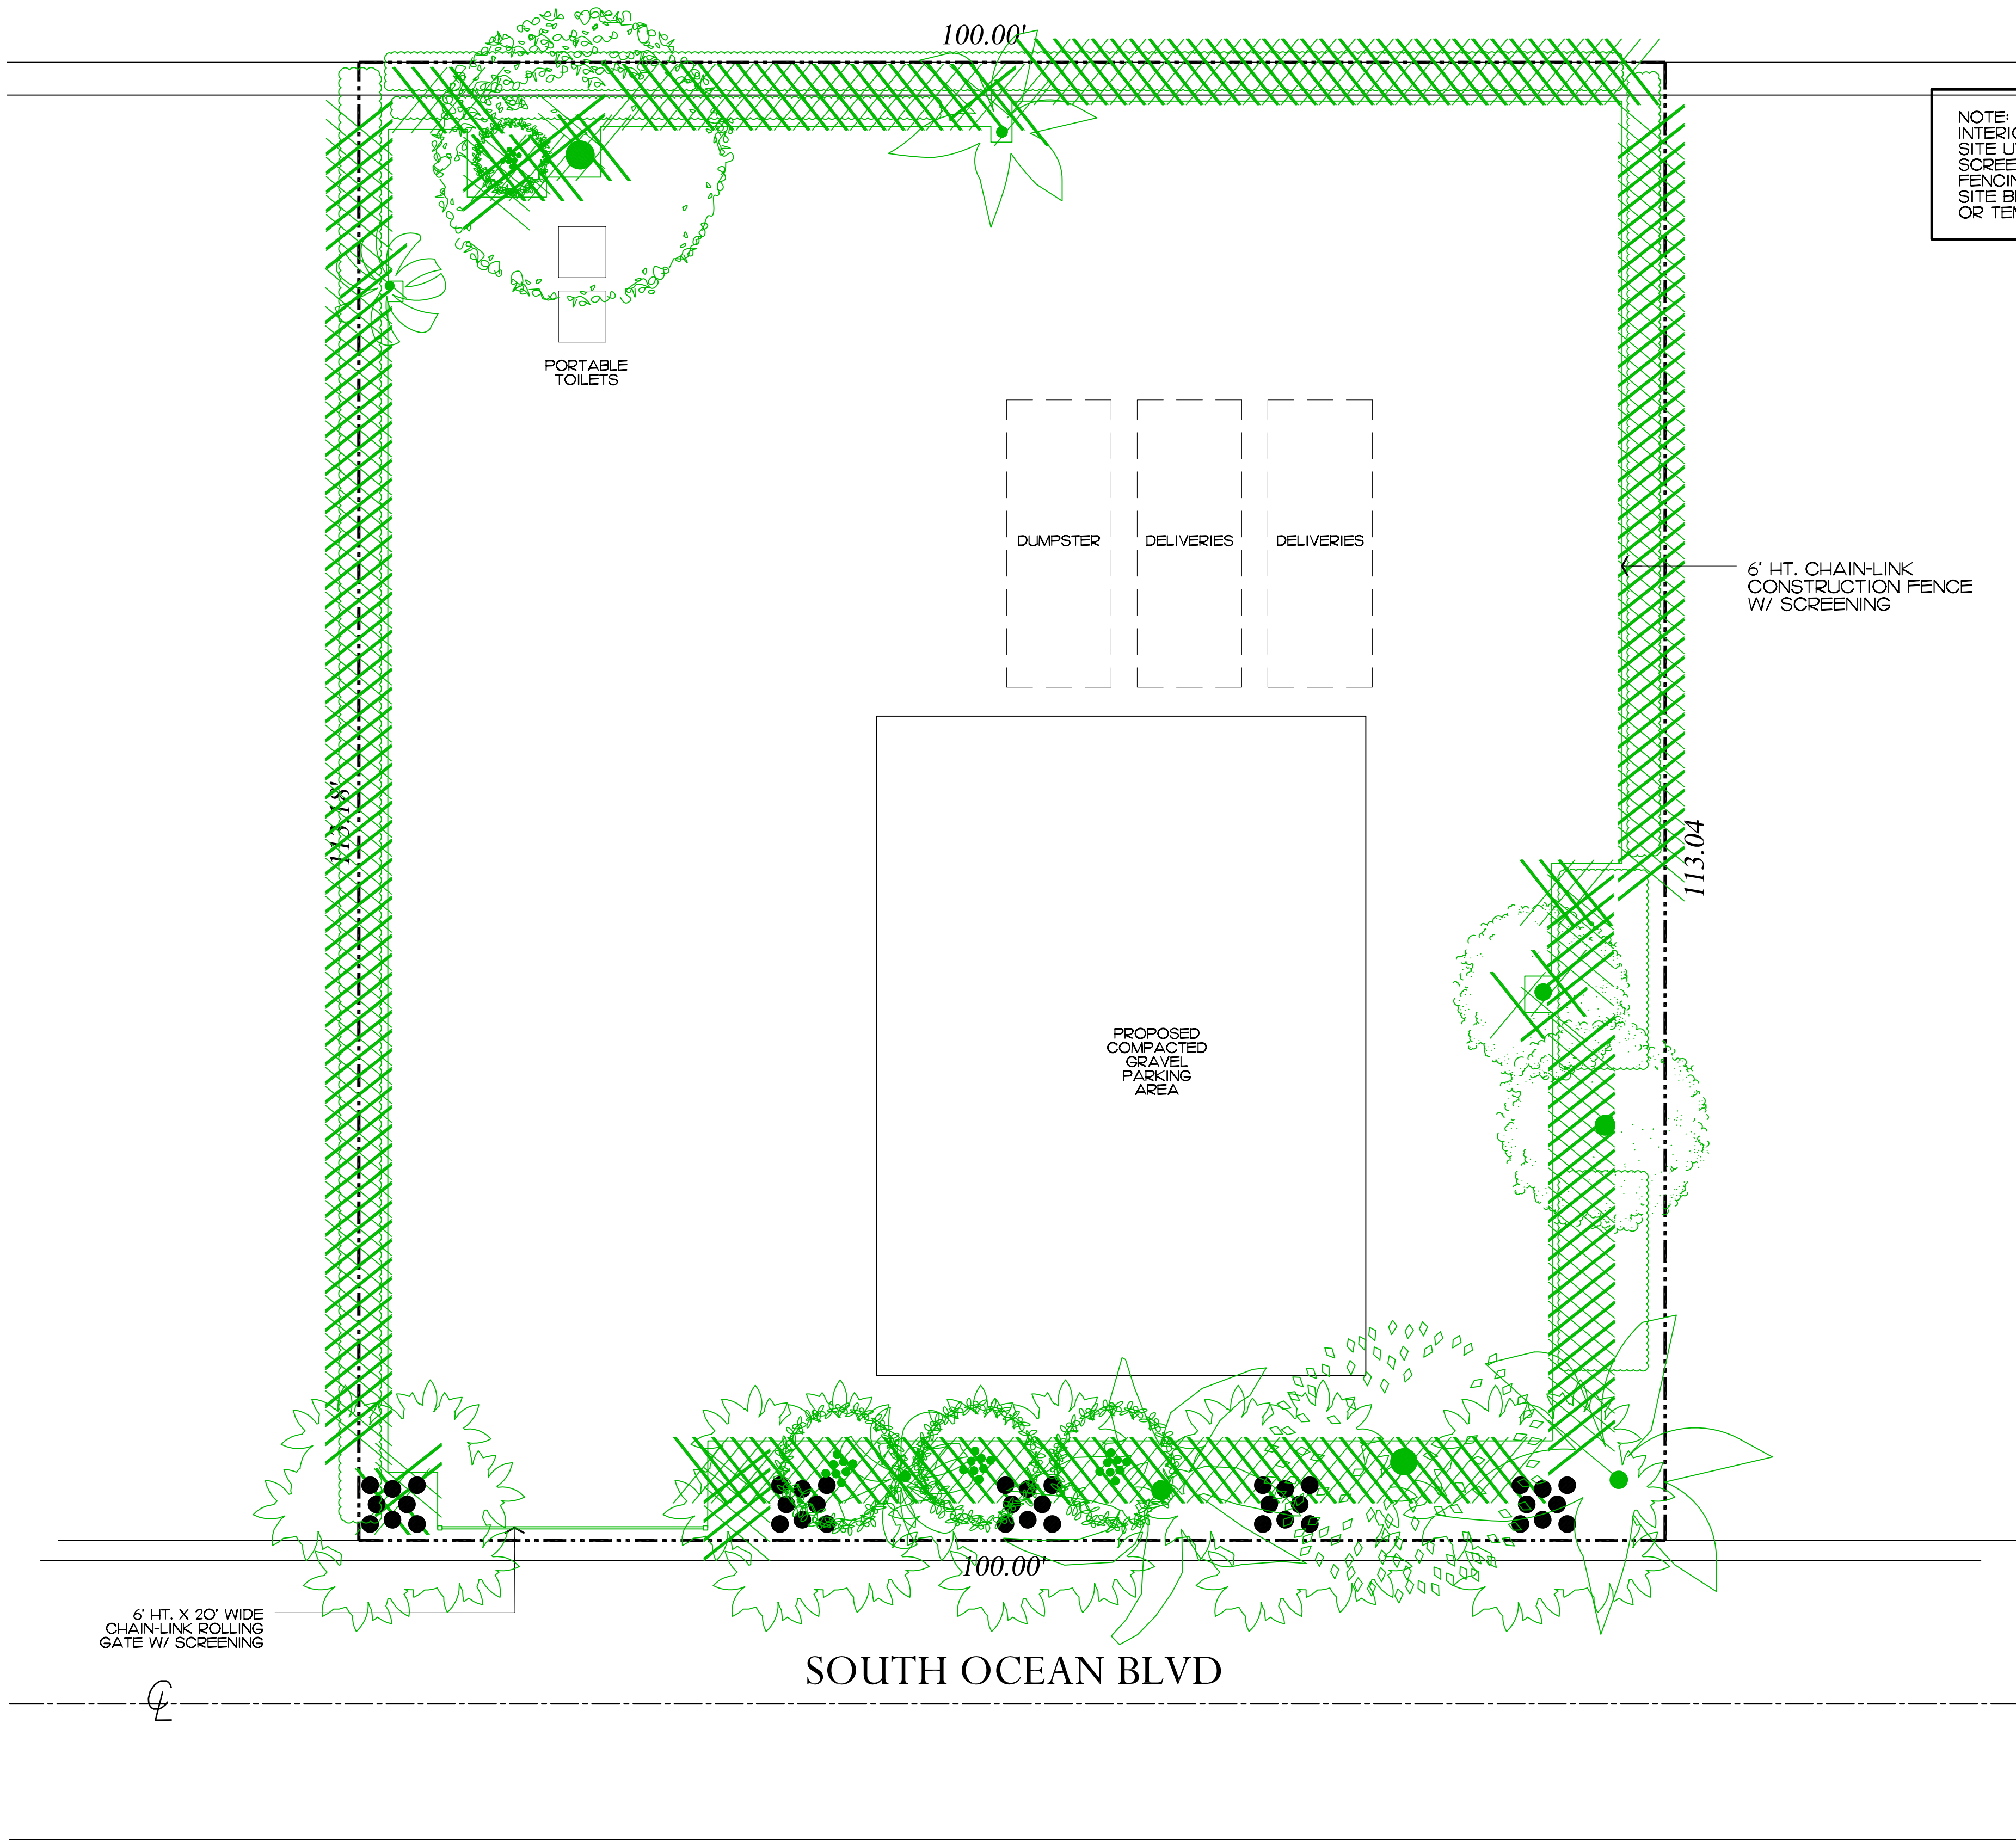 100.00'
NOTE:
PORTABLE
TOILETS
DUMPSTER
DELIVERIES
DELIVERIES
6' HT. CHAIN-LINK
CONSTRUCTION FENCE
W/ SCREENING
113.18'
113.04
PROPOSED
COMPACTED
GRAVEL
PARKING
AREA
100.00'
6' HT. X 20' WIDE
CHAIN-LINK ROLLING
GATE W/ SCREENING
SOUTH OCEAN BLVD